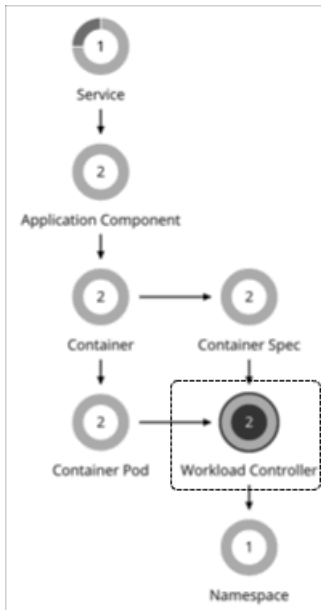 1
Service
2
Application Component
2 2
Container Container Spec
2 2
Container Pod Workload Controller
1
Namespace